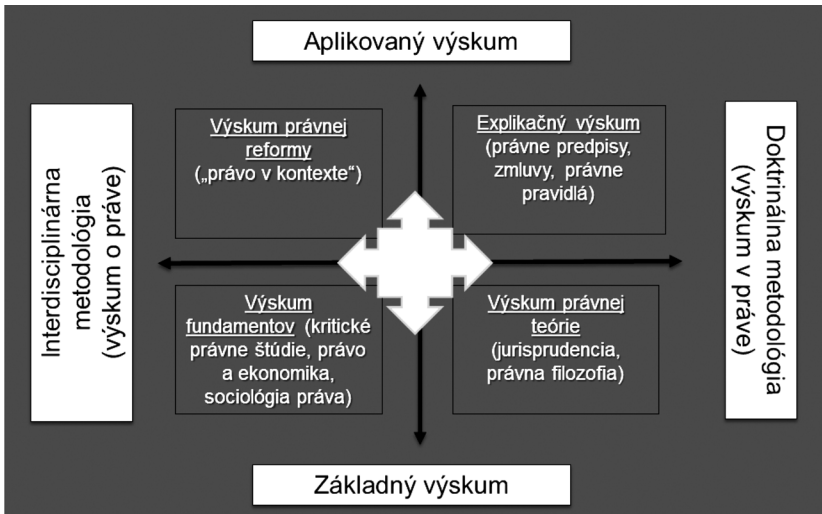 Aplikovaný výskum
Interdisciplinárna
metodológia
(výskum o práve)
Výskum právnej
reformy
(„právo v kontexte“)
Explikačný výskum
(právne predpisy,
zmluvy, právne
pravidlá)
Doktrinálna metodológia
(výskum v práve)
Výskum
fundamentov (kritické
právne štúdie, právo
a ekonomika,
sociológia práva)
Výskum právnej
teórie
(jurisprudencia,
právna filozofia)
Základný výskum